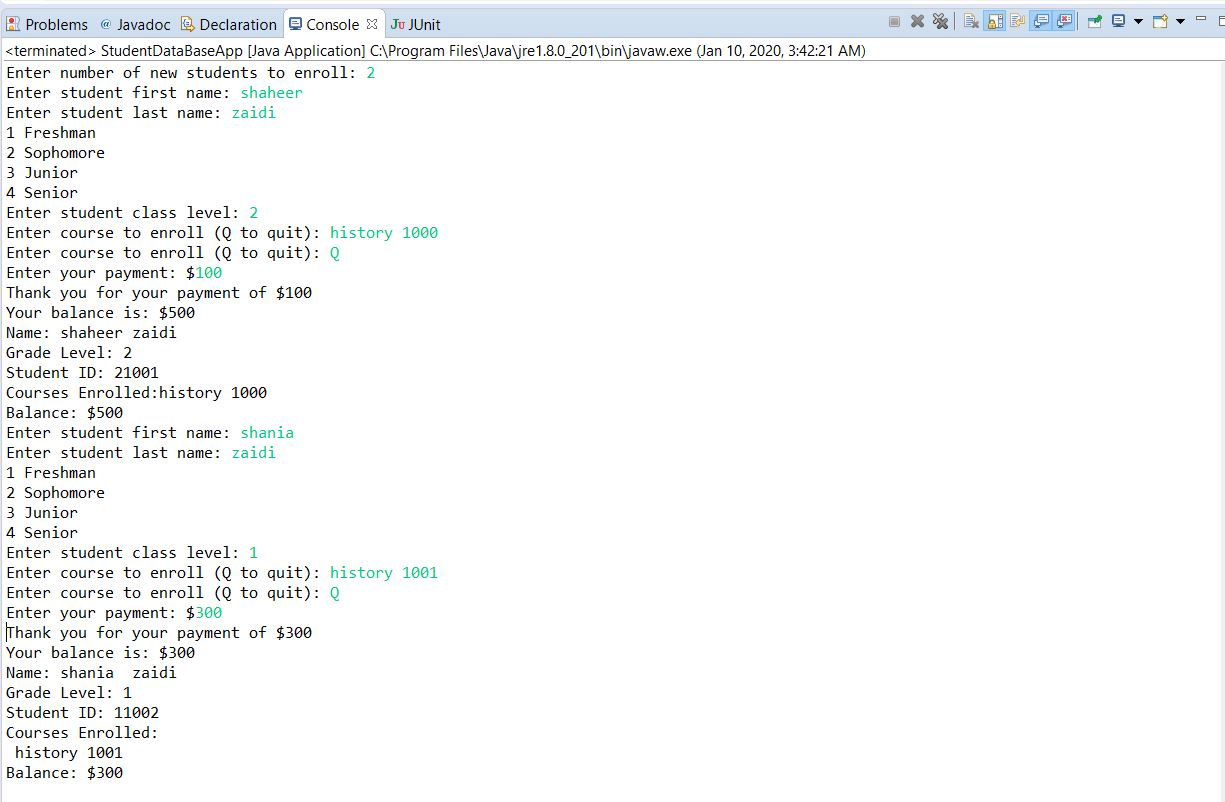 Problems @ Javadoc Declaration Console JUnit
<terminated> StudentDataBaseApp [Java Application] C:\Program Files\Java\jre1.8.0_201\bin\javaw.exe (Jan 10, 2020, 3:42:21 AM)
Enter number of new students to enroll: 2
Enter student first name: shaheer
Enter student last name: zaidi
1 Freshman
2 Sophomore
3 Junior
4 Senior
Enter student class level: 2
Enter course to enroll (Q to quit): history 1000
Enter course to enroll (Q to quit): Q
Enter your payment: $100
Thank you for your payment of $100
Your balance is: $500
Name: shaheer zaidi
Grade Level: 2
Student ID: 21001
Courses Enrolled:history 1000
Balance: $500
Enter student first name: shania
Enter student last name: zaidi
1 Freshman
2 Sophomore
3 Junior
4 Senior
Enter student class level: 1
Enter course to enroll (Q to quit): history 1001
Enter course to enroll (Q to quit): Q
Enter your payment: $300
Thank you for your payment of $300
Your balance is: $300
Name: shania  zaidi
Grade Level: 1
Student ID: 11002
Courses Enrolled:
 history 1001
Balance: $300